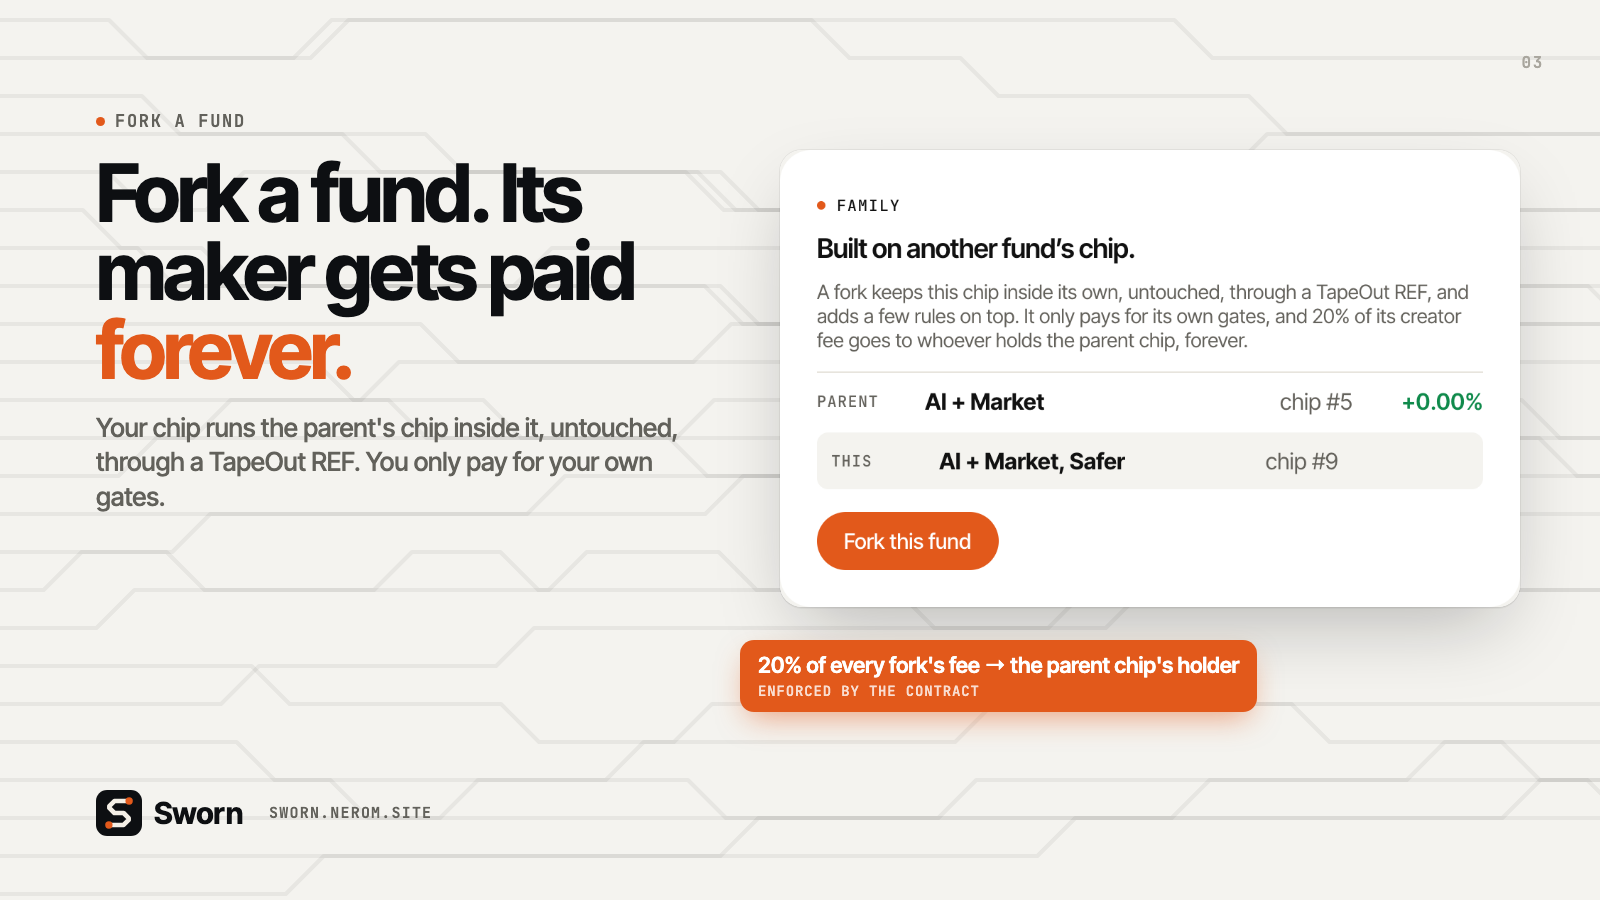 03
FORK A FUND
Fork a fund. Its
maker gets paid
forever.
Your chip runs the parent's chip inside it, untouched,
through a TapeOut REF. You only pay for your own
gates.
FAMILY
Built on another fund’s chip.
A fork keeps this chip inside its own, untouched, through a TapeOut REF, and
adds a few rules on top. It only pays for its own gates, and 20% of its creator
fee goes to whoever holds the parent chip, forever.
PARENT AI + Market chip #5 +0.00%
THIS AI + Market, Safer chip #9
Fork this fund
20% of every fork's fee → the parent chip's holder
ENFORCED BY THE CONTRACT
Sworn SWORN.NEROM.SITE